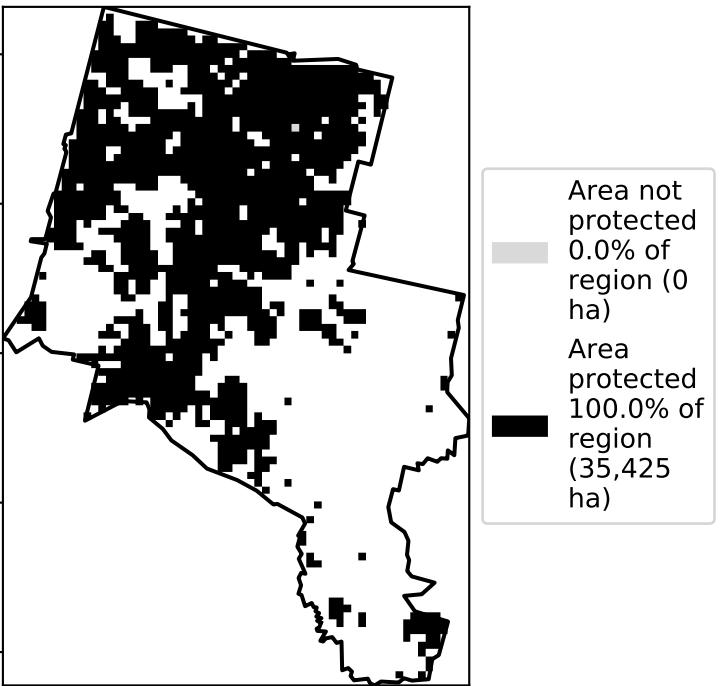 Area not
protected
0.0% of
region (0
ha)
Area
protected
100.0% of
region
(35,425
ha)